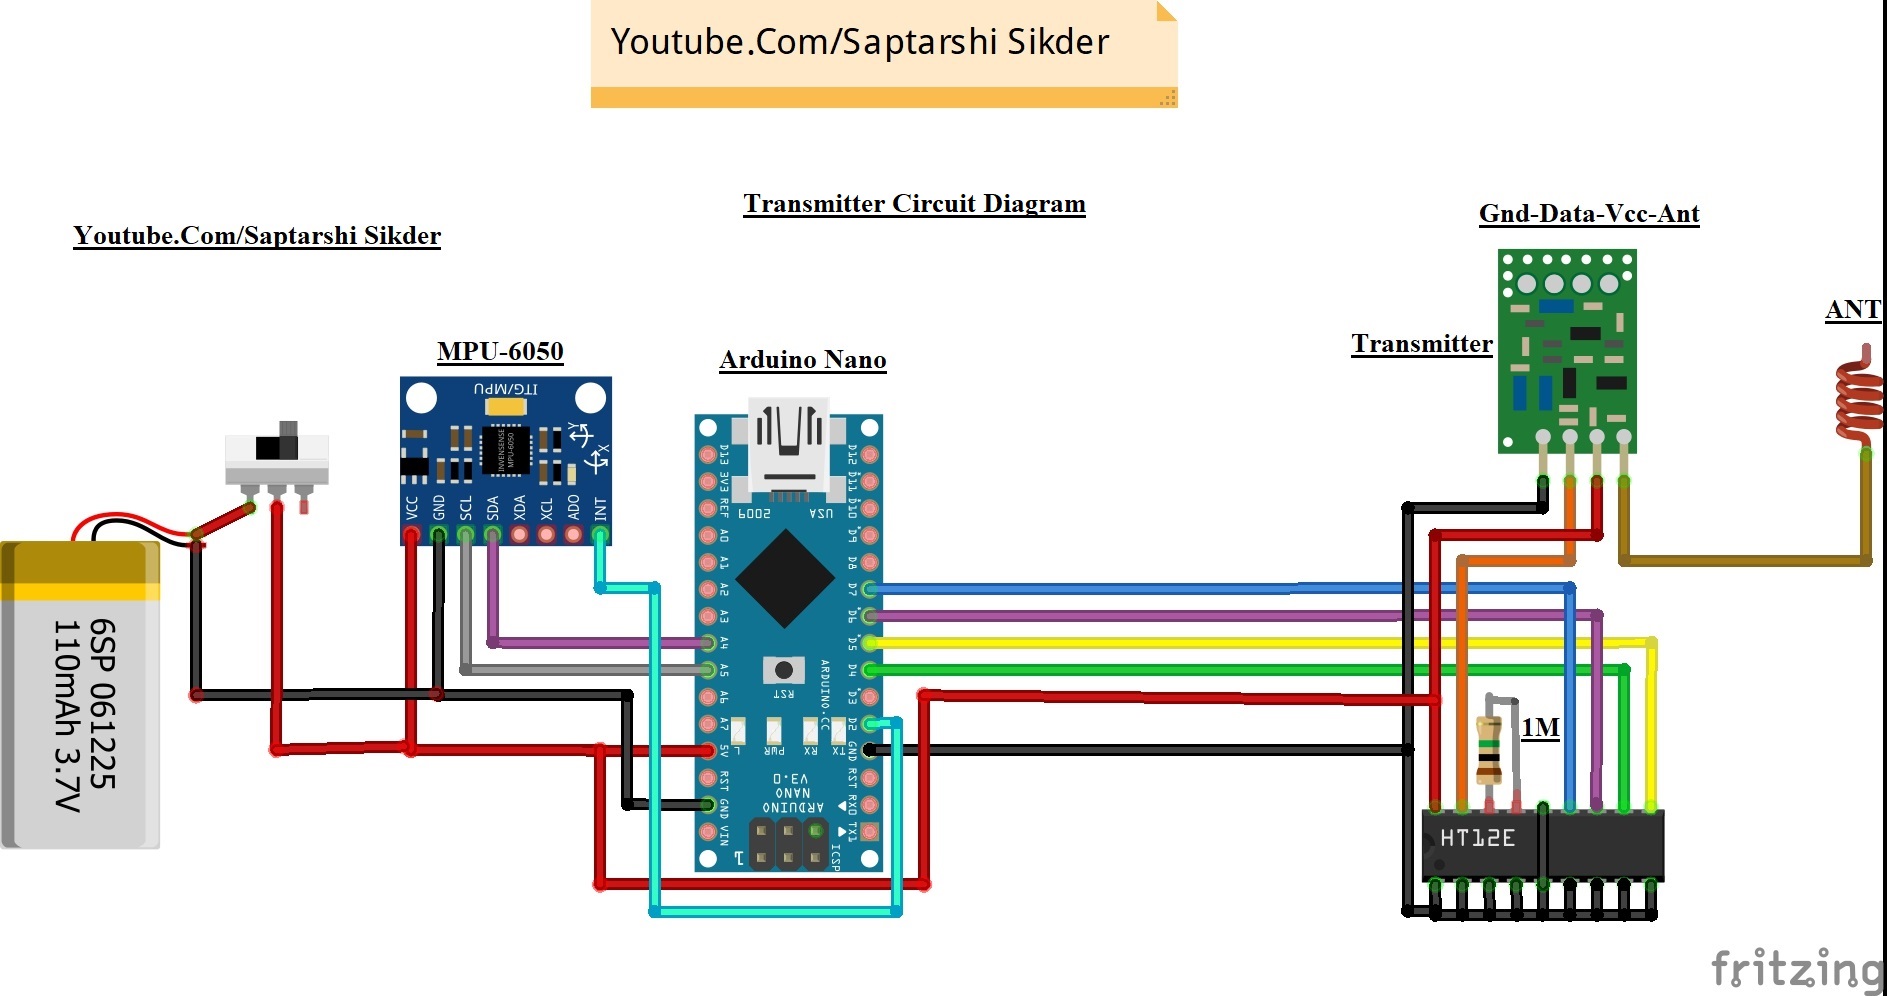 Youtube.Com/Saptarshi Sikder
Transmitter Circuit Diagram
Gnd-Data-Vcc-Ant
Youtube.Com/Saptarshi Sikder
ANT
Transmitter
MPU-6050
Arduino Nano
ITG/MPU
INVENSENSE
MPU-6050
Y
X
VCC
GND
SCL
SDA
XDA
XCL
ADO
INT
D13
3V3
REF
A0
A1
A2
A3
A4
A5
A6
A7
5V
RST
GND
VIN
D12
D11
D10
D9
D8
D7
D6
D5
D4
D3
D2
GND
RST
RX0
TX1
USA
2009
RST
ARDUINO.CC
L
PWR
RX
TX
ARDUINO
NANO
V3.0
ICSP
1
6SP 061225
110mAh 3.7V
1M
HT12E
fritzing